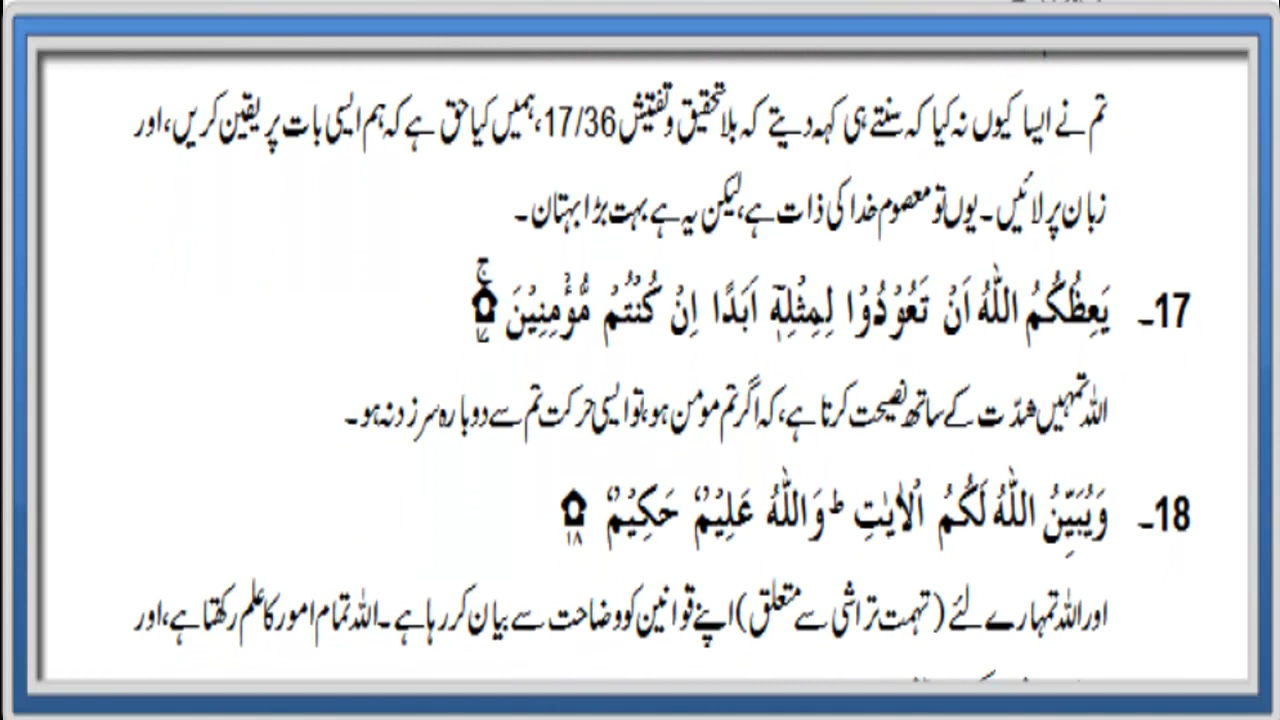 تم نے ایسا کیوں نہ کیا کہ سنتے ہی کہہ دیتے کہ بلا تحقیق و تفتیش 17/36، ہمیں کیا حق ہے کہ ہم ایسی بات پر یقین کریں، اور
زبان پر لائیں۔ یوں تو معصوم خدا کی ذات ہے، لیکن یہ ہے بہت بڑا بہتان۔
17۔ يَعِظُكُمُ اللّٰهُ اَنْ تَعُوْدُوْا لِمِثْلِهٖٓ اَبَدًا اِنْ كُنْتُمْ مُّؤْمِنِيْنَ ۚ۝۱۷
اللہ تمہیں شدّت کے ساتھ نصیحت کرتا ہے، کہ اگر تم مومن ہو، تو ایسی حرکت تم سے دوبارہ سرزد نہ ہو۔
18۔ وَيُبَيِّنُ اللّٰهُ لَكُمُ الْاٰيٰتِ ؕ وَاللّٰهُ عَلِيْمٌ حَكِيْمٌ ۝۱۸
اور اللہ تمہارے لئے (تہمت تراشی سے متعلق) اپنے قوانین کو وضاحت سے بیان کر رہا ہے۔ اللہ تمام امور کا علم رکھتا ہے، اور